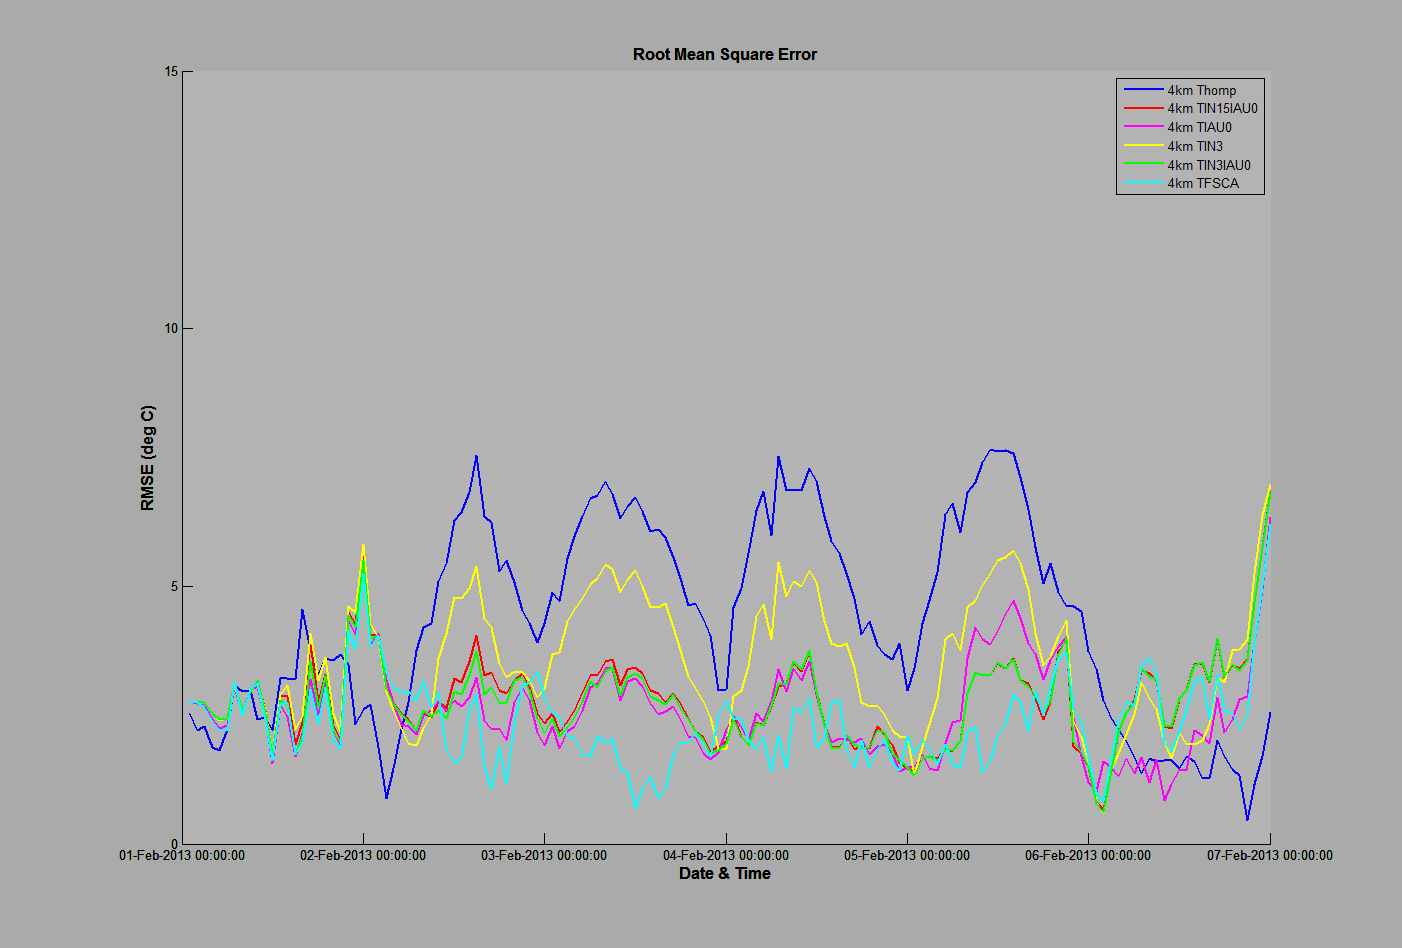 Root Mean Square Error
15
10
5
0
RMSE (deg C)
4km Thomp
4km TIN15IAU0
4km TIAU0
4km TIN3
4km TIN3IAU0
4km TFSCA
01-Feb-2013 00:00:00
02-Feb-2013 00:00:00
03-Feb-2013 00:00:00
04-Feb-2013 00:00:00
05-Feb-2013 00:00:00
06-Feb-2013 00:00:00
07-Feb-2013 00:00:00
Date & Time